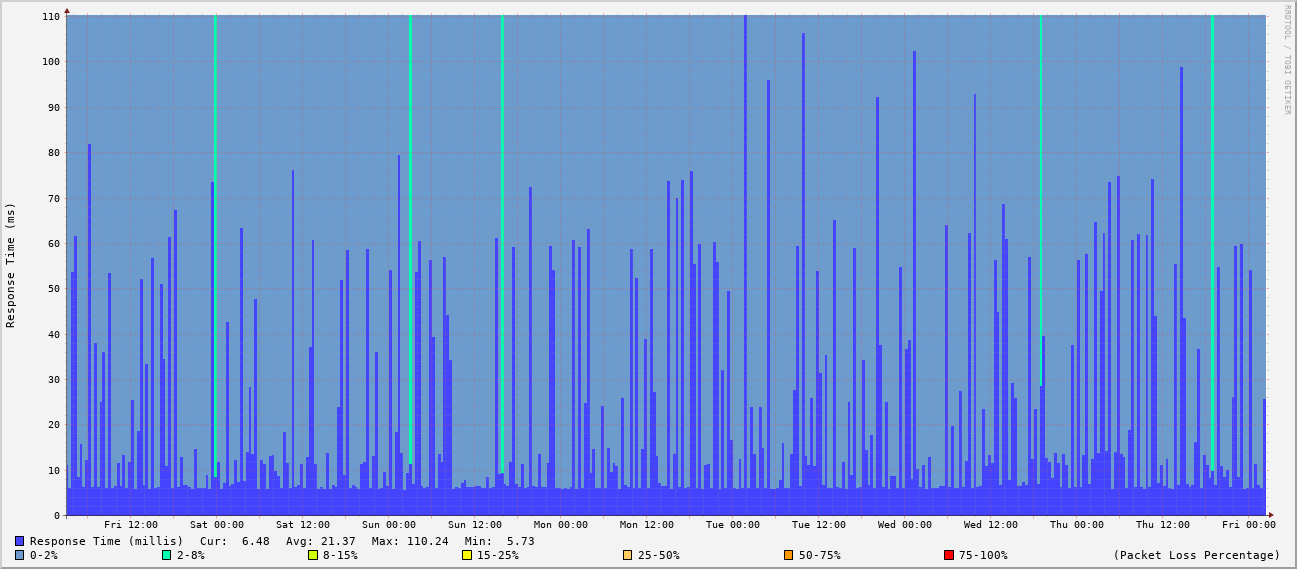 110
100
90
80
70
60
50
40
30
20
10
0
Response Time (ms)
RRDTOOL / TOBI OETIKER
Fri 12:00 Sat 00:00 Sat 12:00 Sun 00:00 Sun 12:00 Mon 00:00 Mon 12:00 Tue 00:00 Tue 12:00 Wed 00:00 Wed 12:00 Thu 00:00 Thu 12:00 Fri 00:00
Response Time (millis) Cur: 6.48 Avg: 21.37 Max: 110.24 Min: 5.73
0-2% 2-8% 8-15% 15-25% 25-50% 50-75% 75-100% (Packet Loss Percentage)